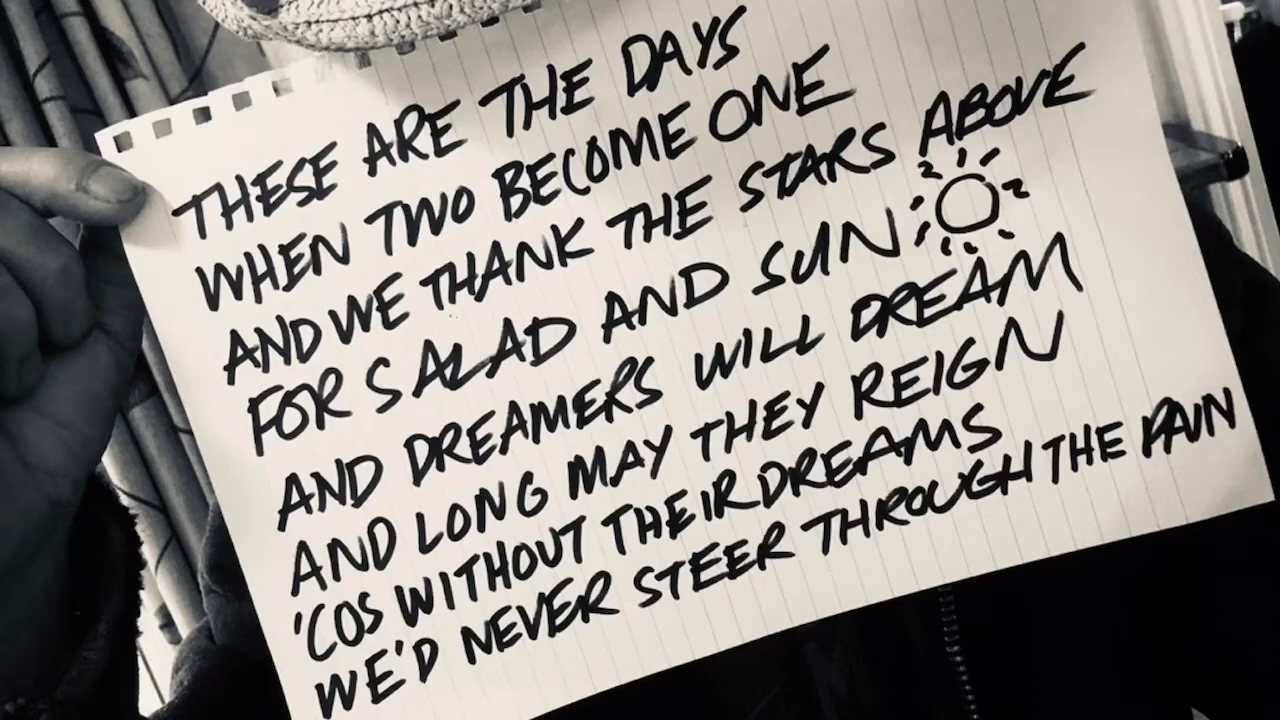 THESE ARE THE DAYS
WHEN TWO BECOME ONE
AND WE THANK THE STARS ABOVE
FOR SALAD AND SUN
AND DREAMERS WILL DREAM
AND LONG MAY THEY REIGN
'COS WITHOUT THEIR DREAMS
WE'D NEVER STEER THROUGH THE PAIN